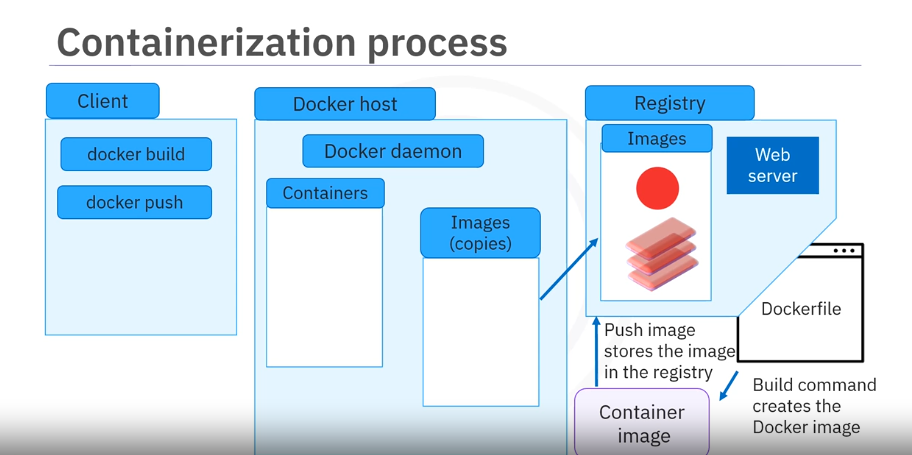 Containerization process
Client
docker build
docker push
Docker host
Docker daemon
Containers
Images
(copies)
Registry
Images
Web
server
Dockerfile
Push image
stores the image
in the registry
Build command
creates the
Docker image
Container
image